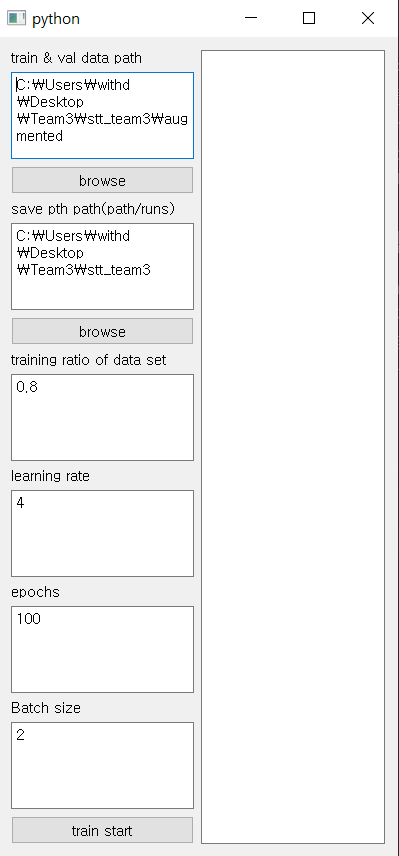 python
train & val data path
C:₩Users₩withd
₩Desktop
₩Team3₩stt_team3₩aug
mented
browse
save pth path(path/runs)
C:₩Users₩withd
₩Desktop
₩Team3₩stt_team3
browse
training ratio of data set
0.8
learning rate
4
epochs
100
Batch size
2
train start